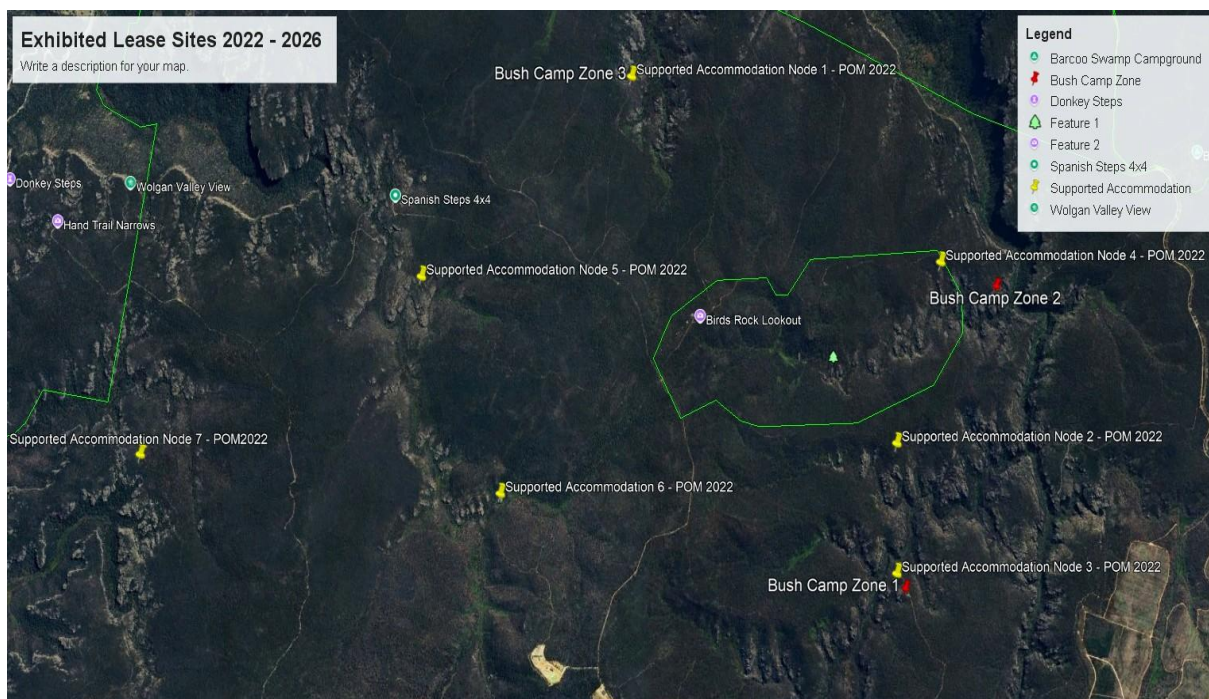 Exhibited Lease Sites 2022 - 2026
Write a description for your map.
Legend
Barcoo Swamp Campground
Bush Camp Zone
Donkey Steps
Feature 1
Feature 2
Spanish Steps 4x4
Supported Accommodation
Wolgan Valley View
Bush Camp Zone 3
Supported Accommodation Node 1 - POM 2022
Donkey Steps
Wolgan Valley View
Spanish Steps 4x4
Hand Trail Narrows
Supported Accommodation Node 5 - POM 2022
Supported Accommodation Node 4 - POM 2022
Bush Camp Zone 2
Birds Rock Lookout
Supported Accommodation Node 7 - POM2022
Supported Accommodation Node 2 - POM 2022
Supported Accommodation 6 - POM 2022
Supported Accommodation Node 3 - POM 2022
Bush Camp Zone 1